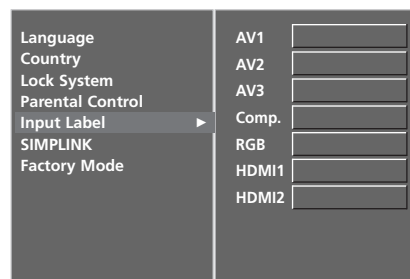 Language
Country
Lock System
Parental Control
Input Label ►
SIMPLINK
Factory Mode
AV1
AV2
AV3
Comp.
RGB
HDMI1
HDMI2